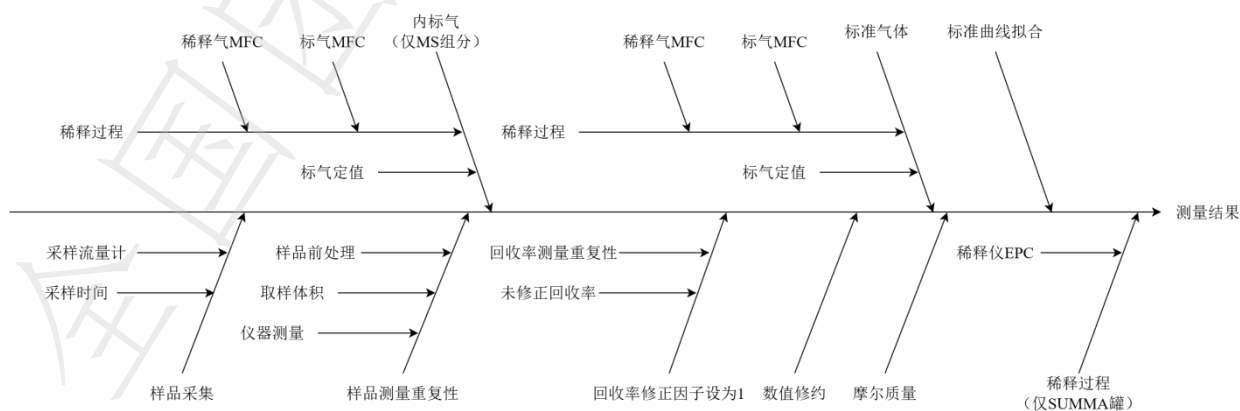 内标气
（仅MS组分）
稀释气MFC
标气MFC
稀释气MFC
标气MFC
标准气体
标准曲线拟合
稀释过程
稀释过程
标气定值
标气定值
测量结果
采样流量计
样品前处理
回收率测量重复性
稀释仪EPC
采样时间
取样体积
未修正回收率
仪器测量
样品采集
样品测量重复性
回收率修正因子设为1
数值修约
摩尔质量
稀释过程
（仅SUMMA罐）
全国团